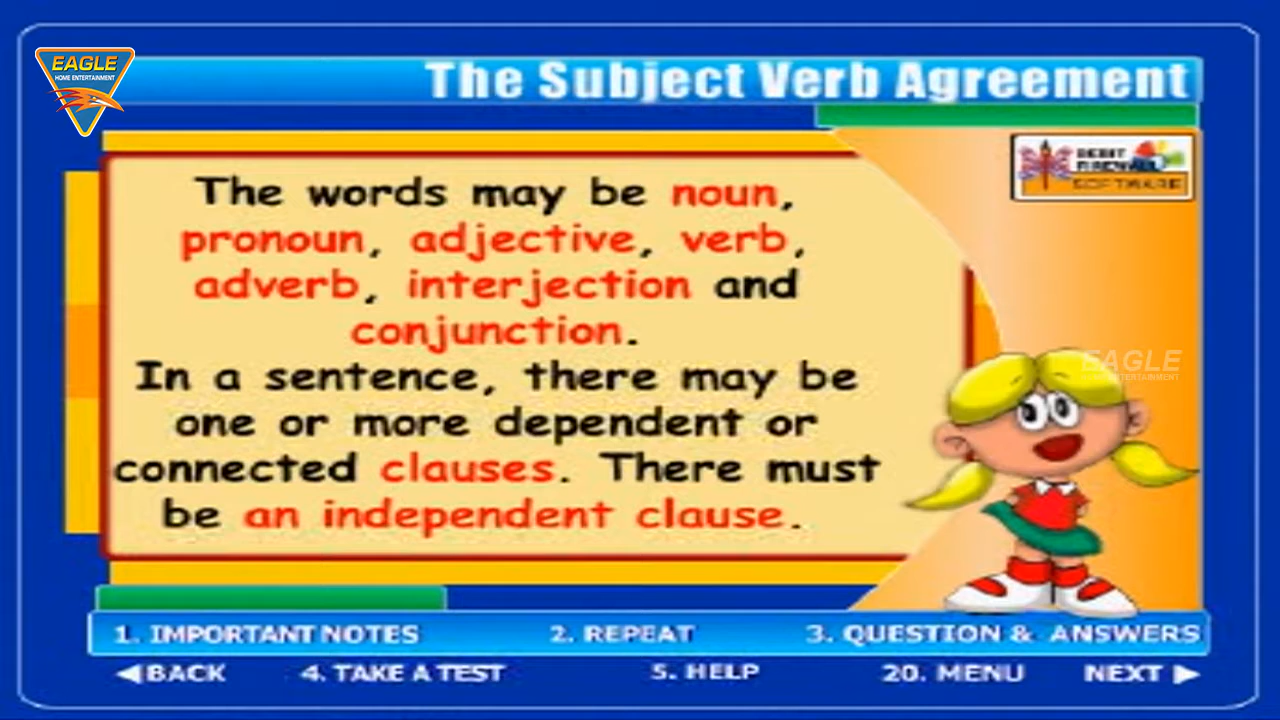 EAGLE
HOME ENTERTAINMENT
The Subject Verb Agreement
SOFTWARE
The words may be noun,
pronoun, adjective, verb,
adverb, interjection and
conjunction.
In a sentence, there may be
one or more dependent or
connected clauses. There must
be an independent clause.
EAGLE
ENTERTAINMENT
1. IMPORTANT NOTES
2. REPEAT
3. QUESTION & ANSWERS
BACK
4. TAKE A TEST
5. HELP
20. MENU
NEXT